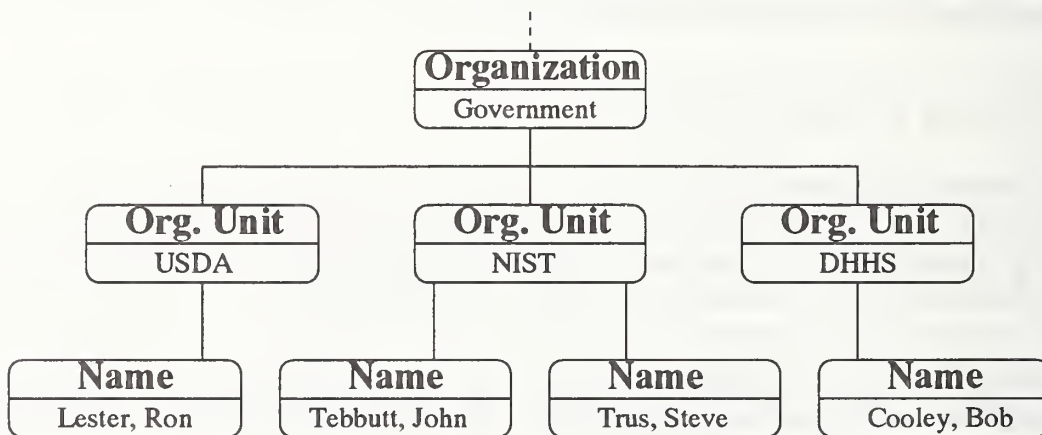 Organization
Government
Org. Unit
USDA
Org. Unit
NIST
Org. Unit
DHHS
Name
Lester, Ron
Name
Tebbutt, John
Name
Trus, Steve
Name
Cooley, Bob